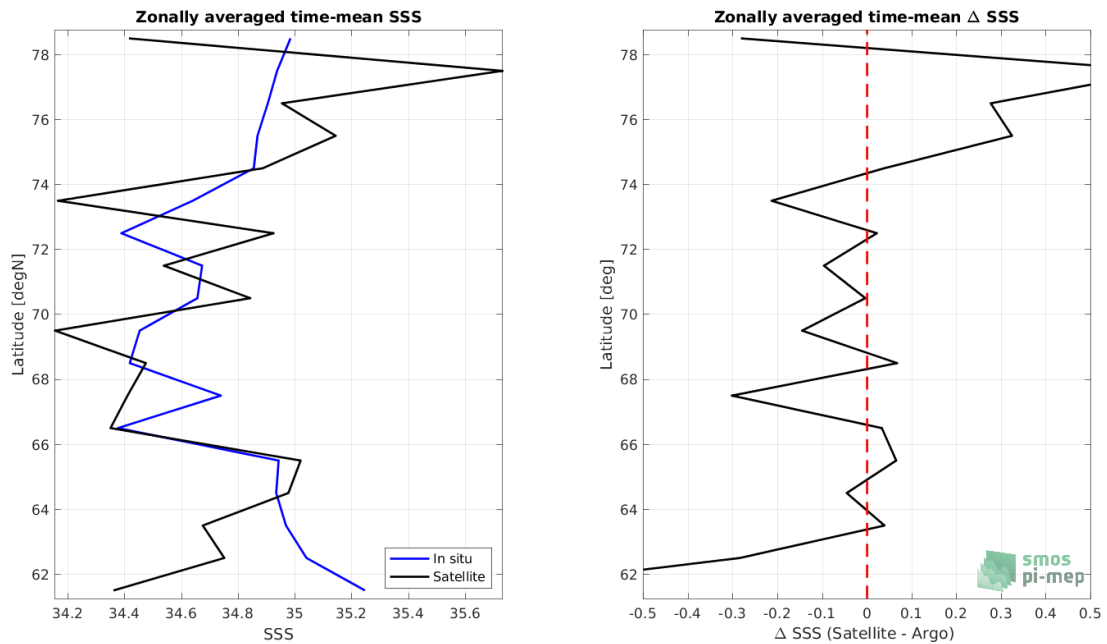 Zonally averaged time-mean SSS
Latitude [degN]
78
76
74
72
70
68
66
64
62
34.2 34.4 34.6 34.8 35 35.2 35.4 35.6
SSS
In situ
Satellite
Zonally averaged time-mean Δ SSS
Latitude [deg]
78
76
74
72
70
68
66
64
62
-0.5 -0.4 -0.3 -0.2 -0.1 0 0.1 0.2 0.3 0.4 0.5
Δ SSS (Satellite - Argo)
smos
pi-mep